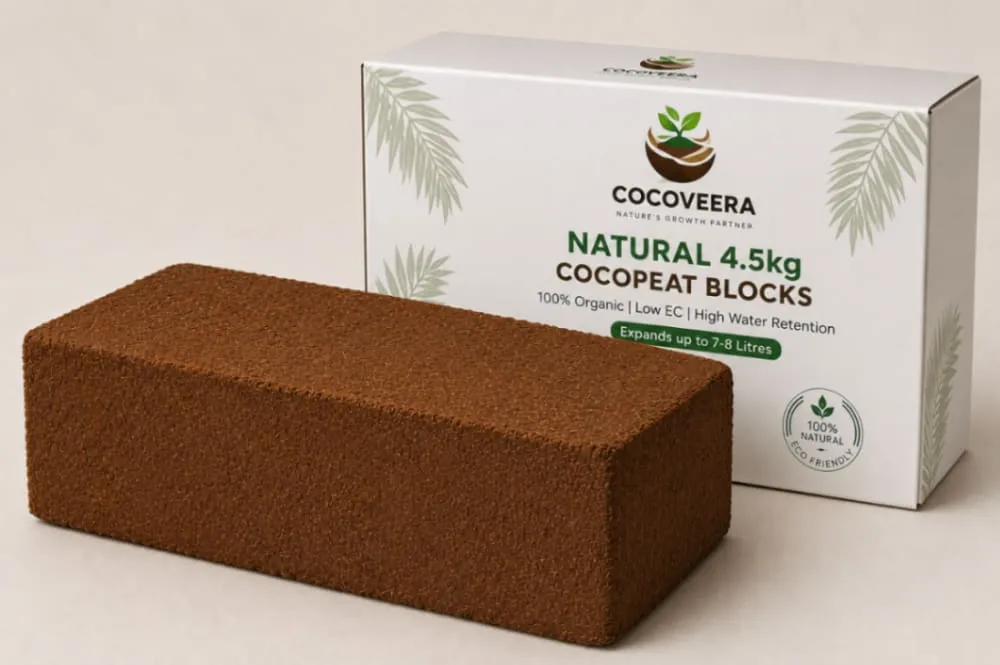 COCOVEERA
COCOVEERA
NATURE'S GROWTH PARTNER
NATURAL 4.5kg
COCOPEAT BLOCKS
100% Organic | Low EC | High Water Retention
Expands up to 7-8 Litres
100%
NATURAL
ECO FRIENDLY